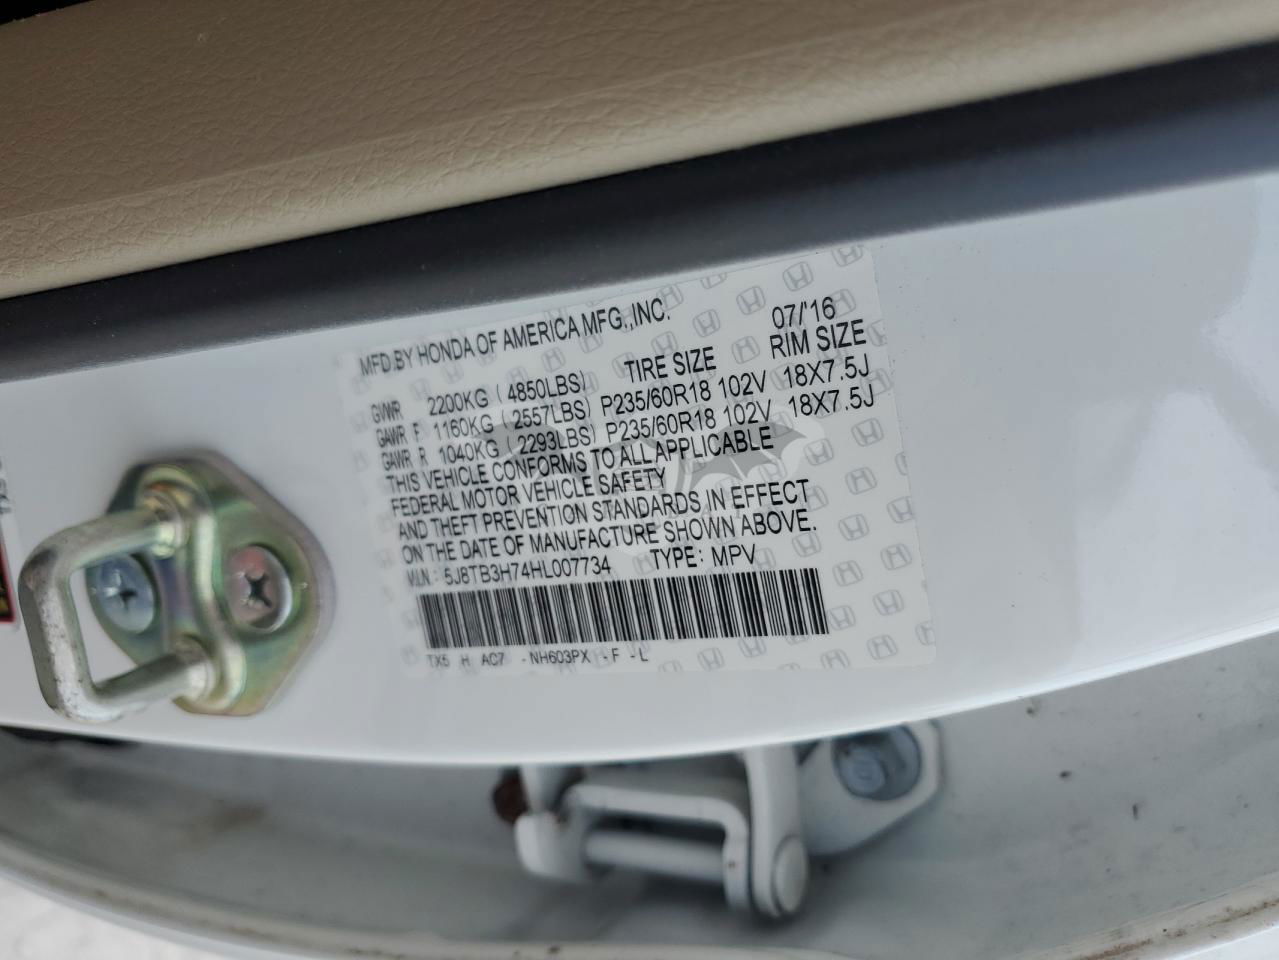 MFD.BY HONDA OF AMERICA MFG.,INC. 07/'16
TIRE SIZE RIM SIZE
GVWR 2200KG ( 4850LBS)
GAWR F 1160KG ( 2557LBS) P235/60R18 102V 18X7.5J
GAWR R 1040KG ( 2293LBS) P235/60R18 102V 18X7.5J
THIS VEHICLE CONFORMS TO ALL APPLICABLE
FEDERAL MOTOR VEHICLE SAFETY
AND THEFT PREVENTION STANDARDS IN EFFECT
ON THE DATE OF MANUFACTURE SHOWN ABOVE.
V.I.N: 5J8TB3H74HL007734 TYPE: MPV
TX5 H AC7 -NH603PX -F -L